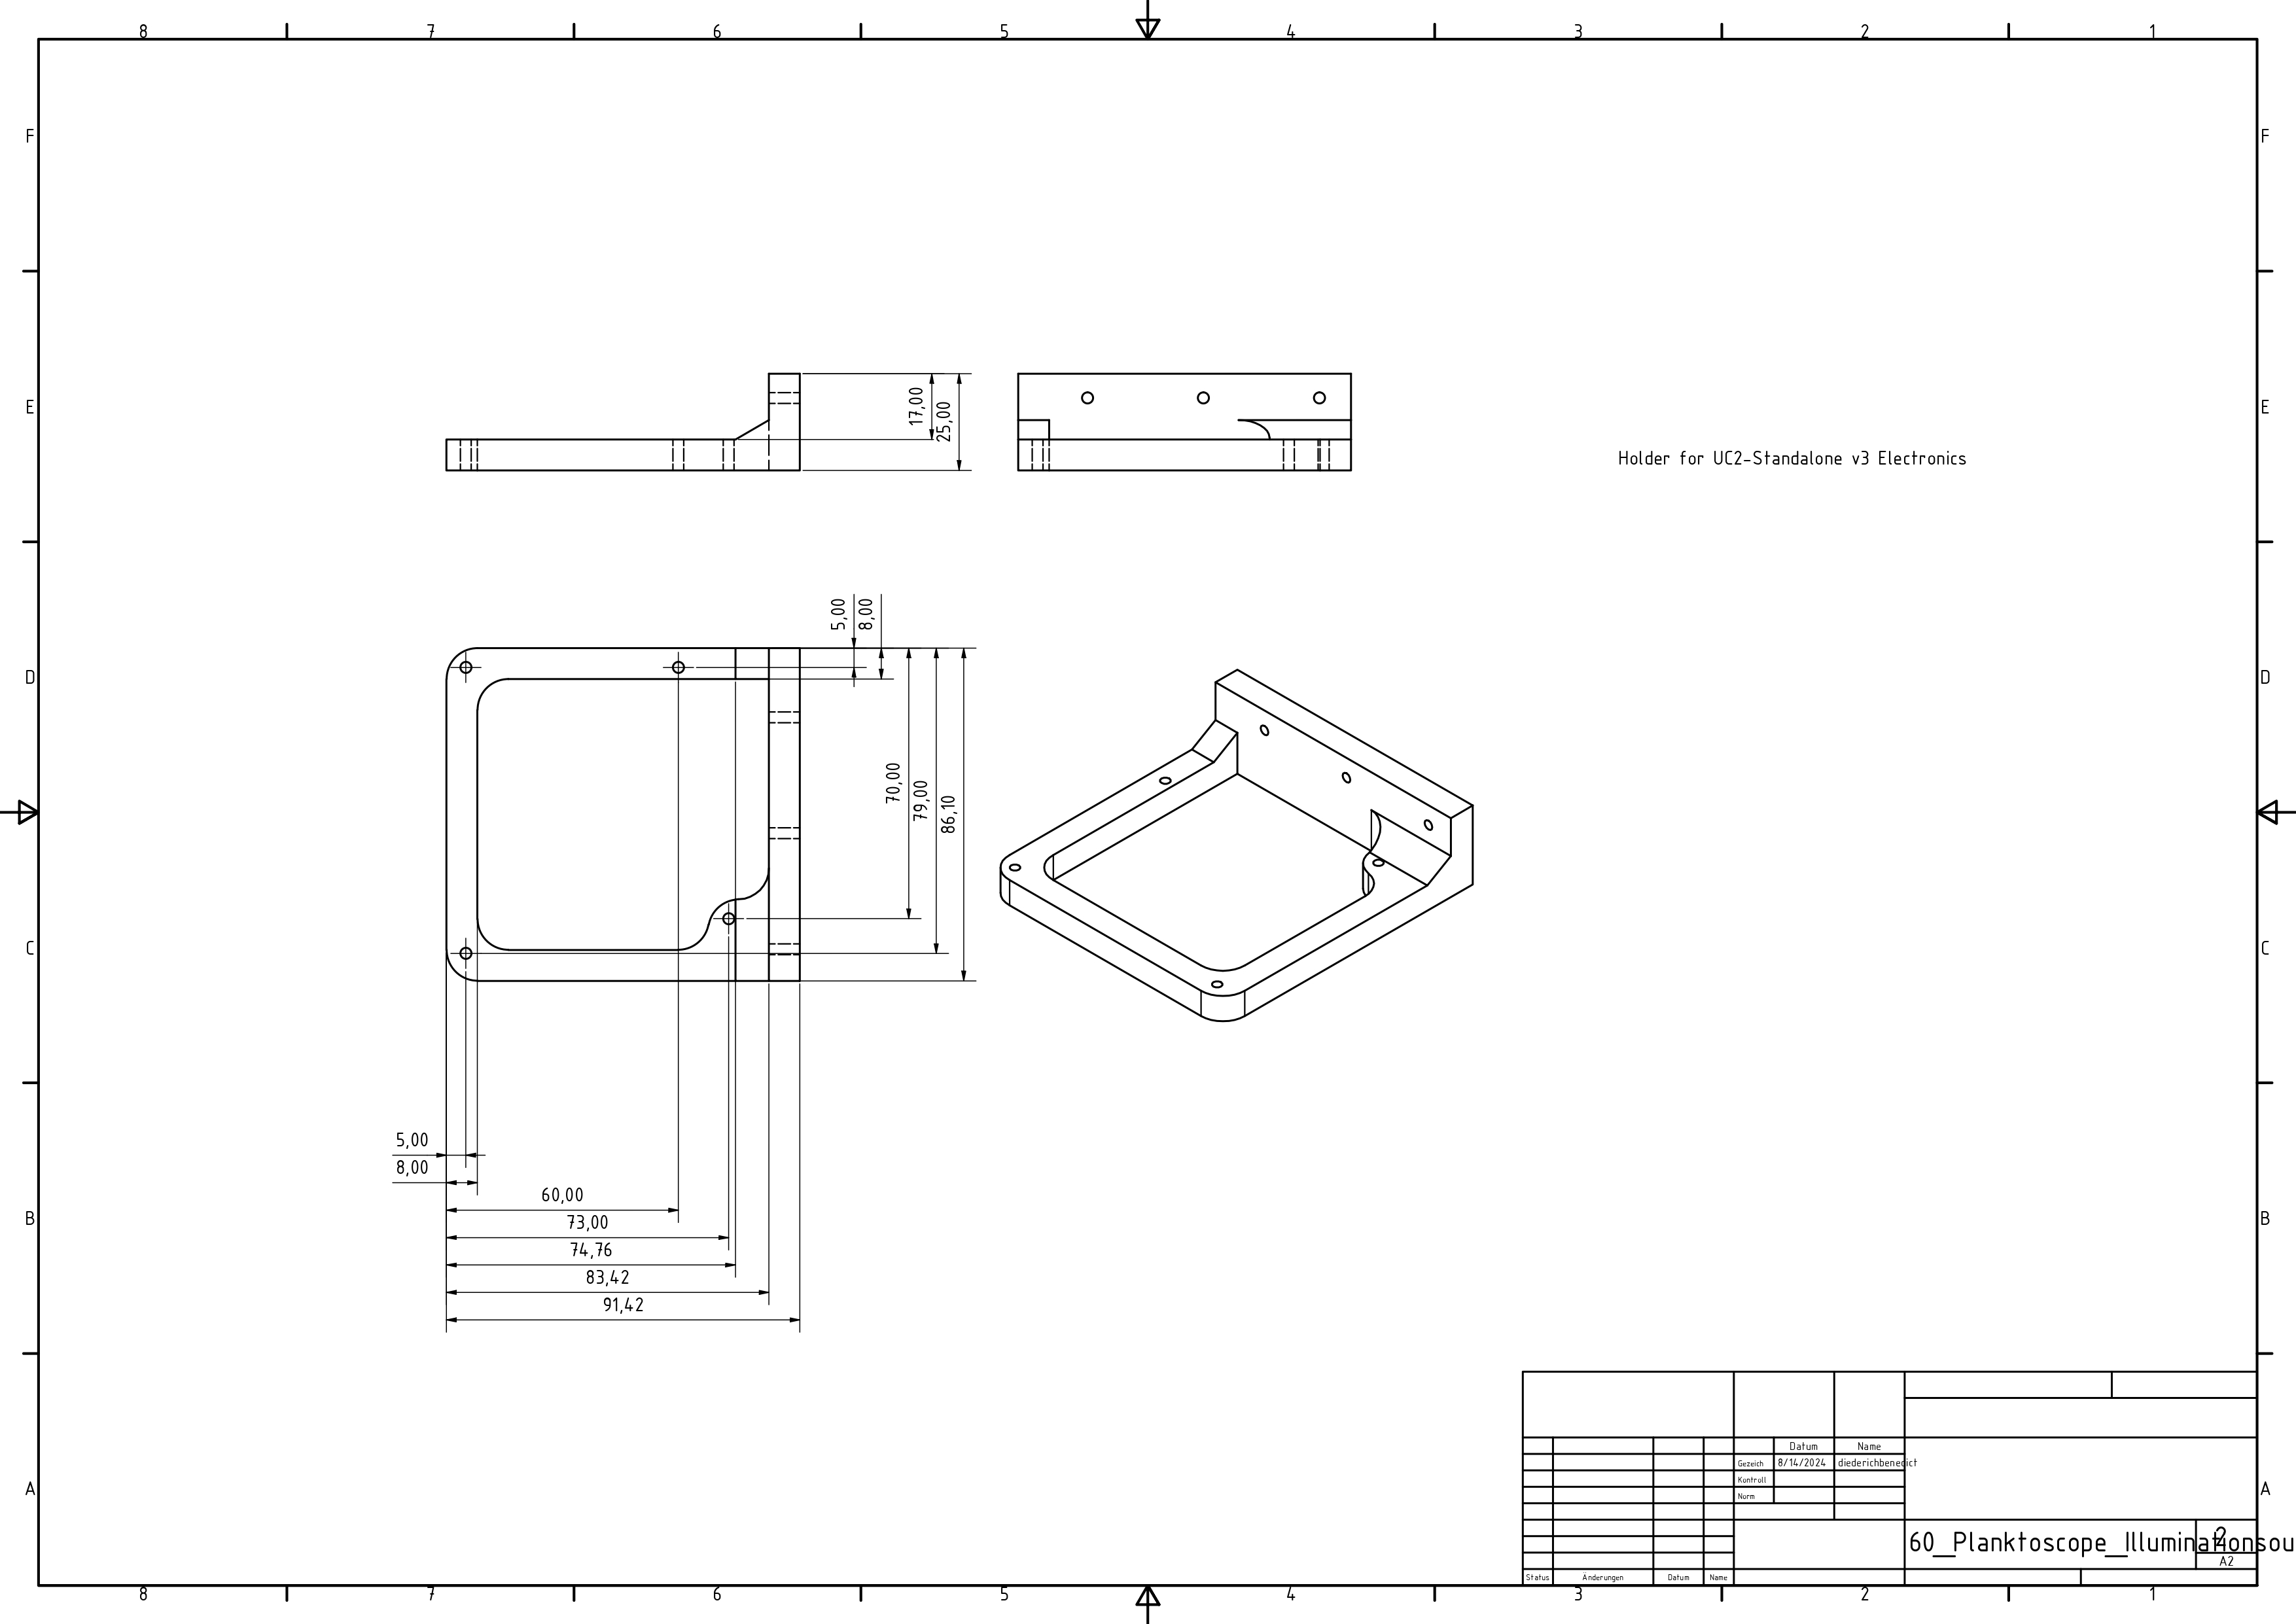 8 7 6 5 4 3 2 1
F F
E E
D D
C C
B B
A A
17,00
25,00
Holder for UC2-Standalone v3 Electronics
5,00
8,00
70,00
79,00
86,10
5,00
8,00
60,00
73,00
74,76
83,42
91,42
Datum Name
Gezeich 8/14/2024 diederichbenedict
Kontroll
Norm
60_Planktoscope_Illuminationsou
2
A2
Status Änderungen Datum Name
8 7 6 5 4 3 2 1